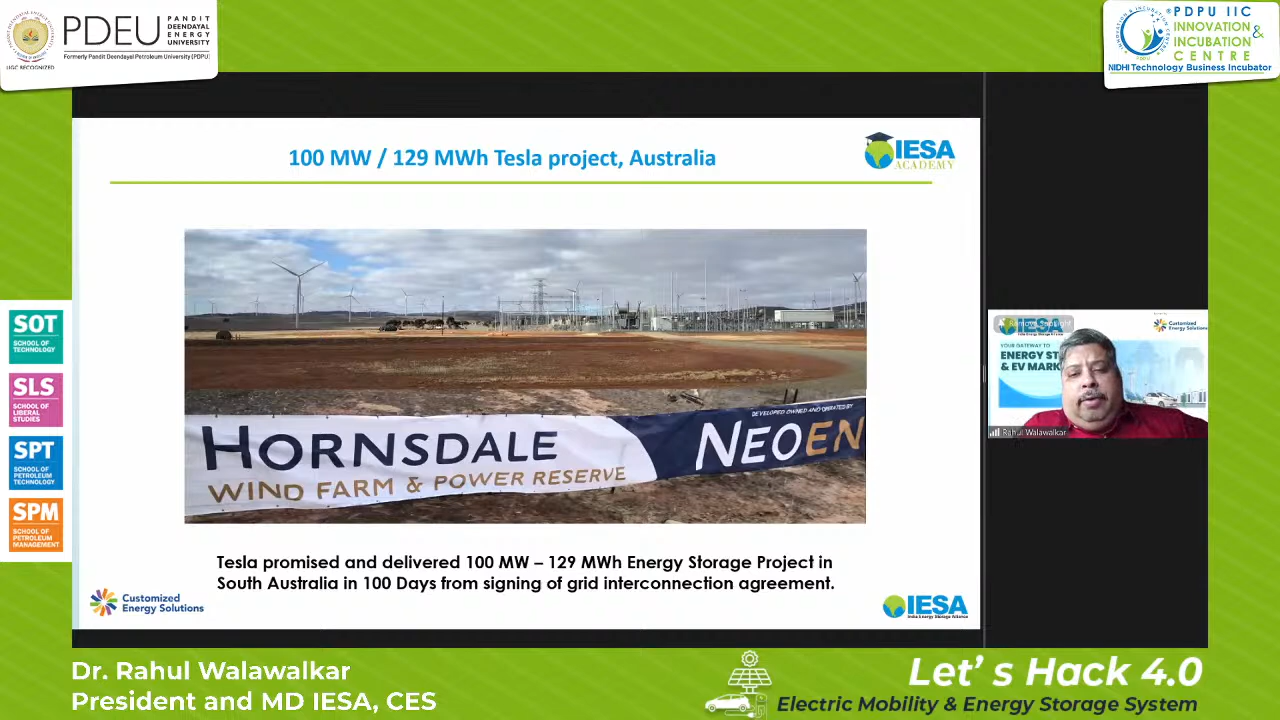 PDEU
PANDIT
DEENDAYAL
ENERGY
UNIVERSITY
Formerly Pandit Deendayal Petroleum University (PDPU)
UGC RECOGNIZED
PDPU IIC
INNOVATION &
INCUBATION
CENTRE
NIDHI Technology Business Incubator
100 MW / 129 MWh Tesla project, Australia
IESA
ACADEMY
SOT
SCHOOL OF
TECHNOLOGY
SLS
SCHOOL OF
LIBERAL
STUDIES
SPT
SCHOOL OF
PETROLEUM
TECHNOLOGY
SPM
SCHOOL OF
PETROLEUM
MANAGEMENT
HORNSDALE
WIND FARM & POWER RESERVE
DEVELOPED OWNED AND OPERATED BY
NEOEN
Tesla promised and delivered 100 MW – 129 MWh Energy Storage Project in
South Australia in 100 Days from signing of grid interconnection agreement.
Customized
Energy Solutions
IESA
India Energy Storage Alliance
IESA
Customized
Energy Solutions
YOUR GATEWAY TO
ENERGY ST
& EV MARK
Rahul Walawalkar
Dr. Rahul Walawalkar
President and MD IESA, CES
Let' s Hack 4.0
Electric Mobility & Energy Storage System